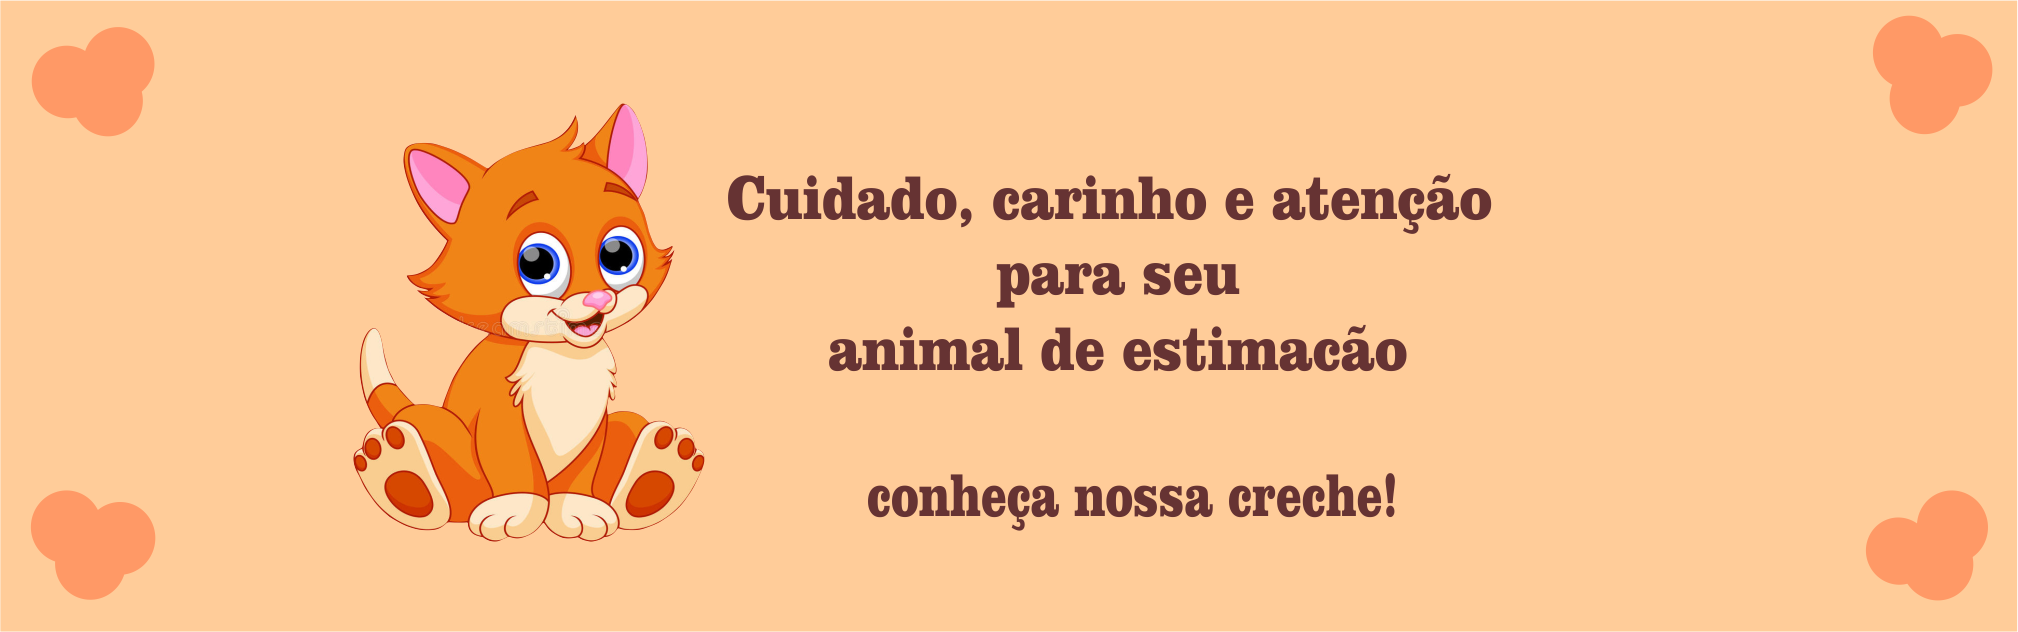 Cuidado, carinho e atenção
para seu
animal de estimacão
conheça nossa creche!